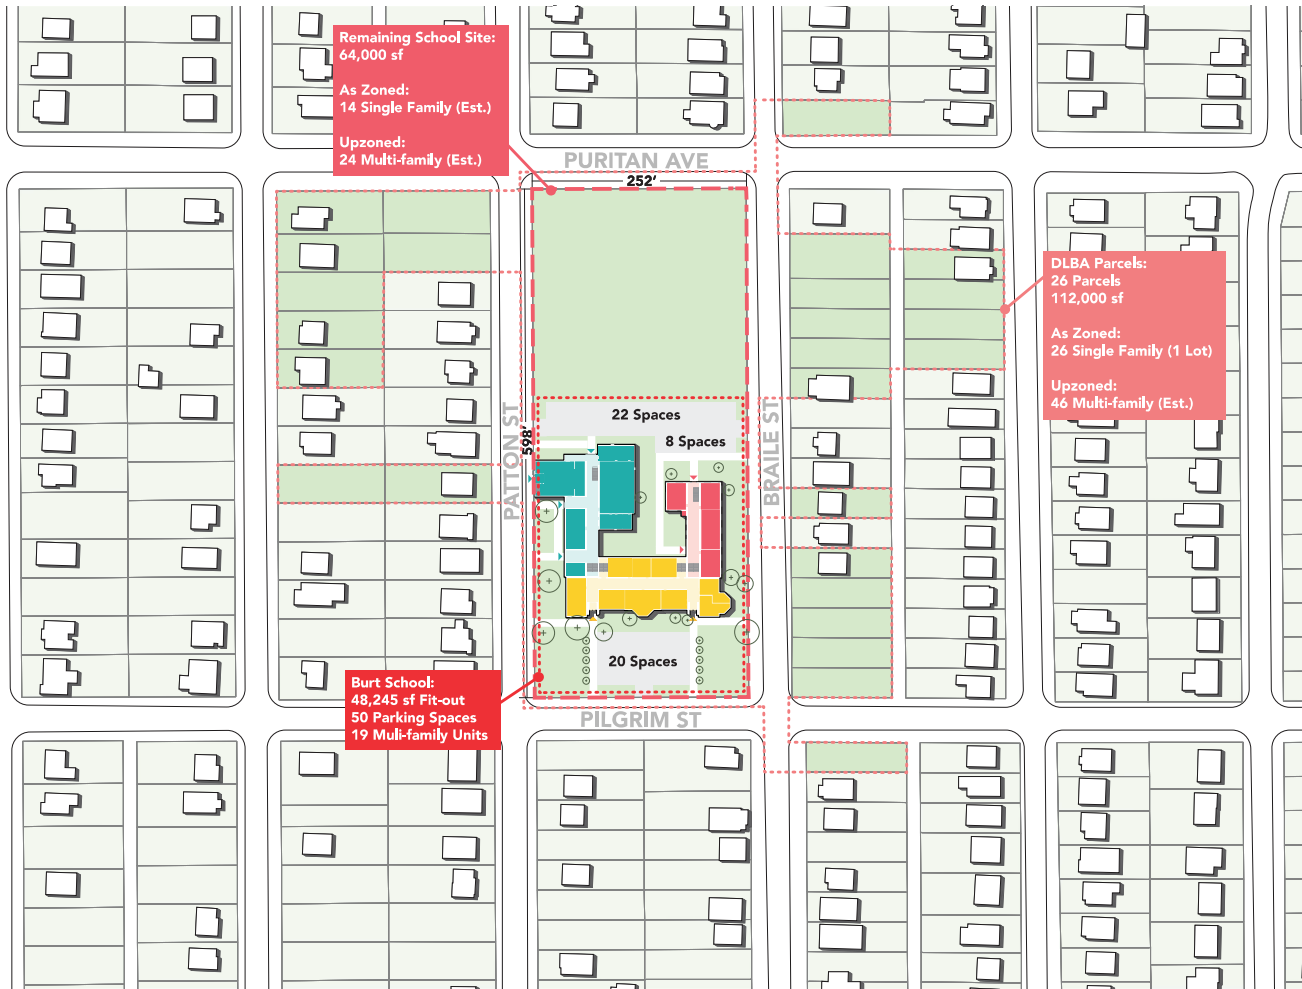 Remaining School Site:
64,000 sf
As Zoned:
14 Single Family (Est.)
Upzoned:
24 Multi-family (Est.)
PURITAN AVE
252'
DLBA Parcels:
26 Parcels
112,000 sf
As Zoned:
26 Single Family (1 Lot)
Upzoned:
46 Multi-family (Est.)
PATTON ST
598'
22 Spaces
8 Spaces
BRAILE ST
20 Spaces
Burt School:
48,245 sf Fit-out
50 Parking Spaces
19 Muli-family Units
PILGRIM ST